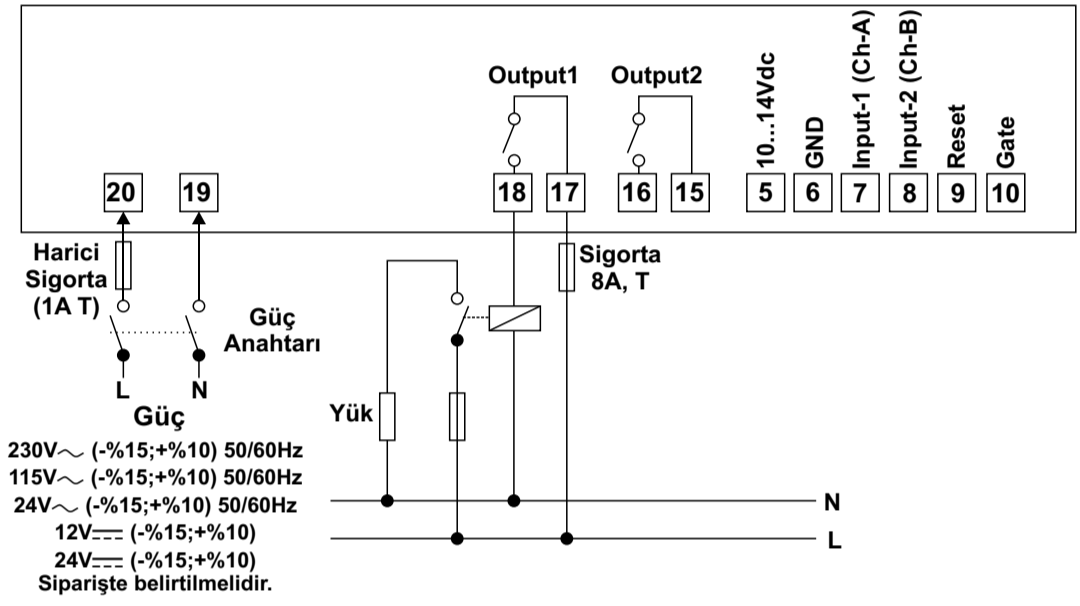 Output1
Output2
10...14Vdc
GND
Input-1 (Ch-A)
Input-2 (Ch-B)
Reset
Gate
20
19
18
17
16
15
5
6
7
8
9
10
Harici
Sigorta
(1A T)
Sigorta
8A, T
Güç
Anahtarı
L
N
Güç
Yük
230V～ (-%15;+%10) 50/60Hz
115V～ (-%15;+%10) 50/60Hz
24V～ (-%15;+%10) 50/60Hz
12V⎓ (-%15;+%10)
24V⎓ (-%15;+%10)
Siparişte belirtilmelidir.
N
L